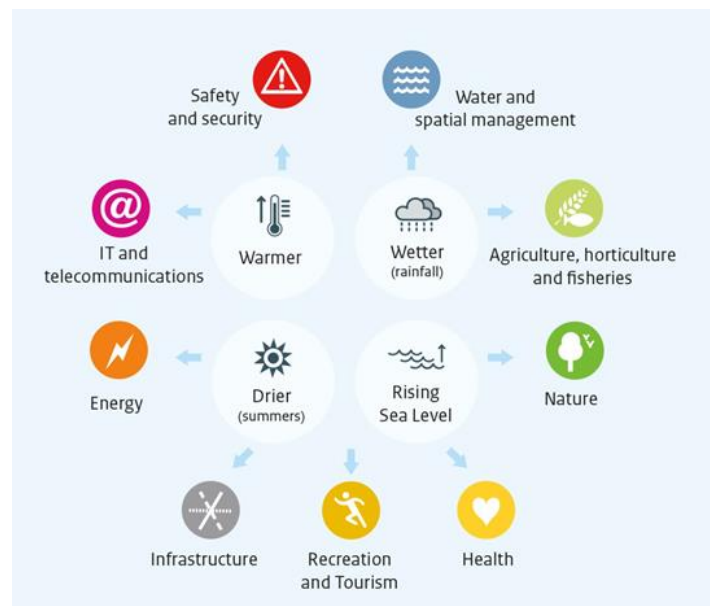 Safety
and security
Water and
spatial management
@
IT and
telecommunications
Warmer
Wetter
(rainfall)
Agriculture, horticulture
and fisheries
Energy
Drier
(summers)
Rising
Sea Level
Nature
Infrastructure
Recreation
and Tourism
Health